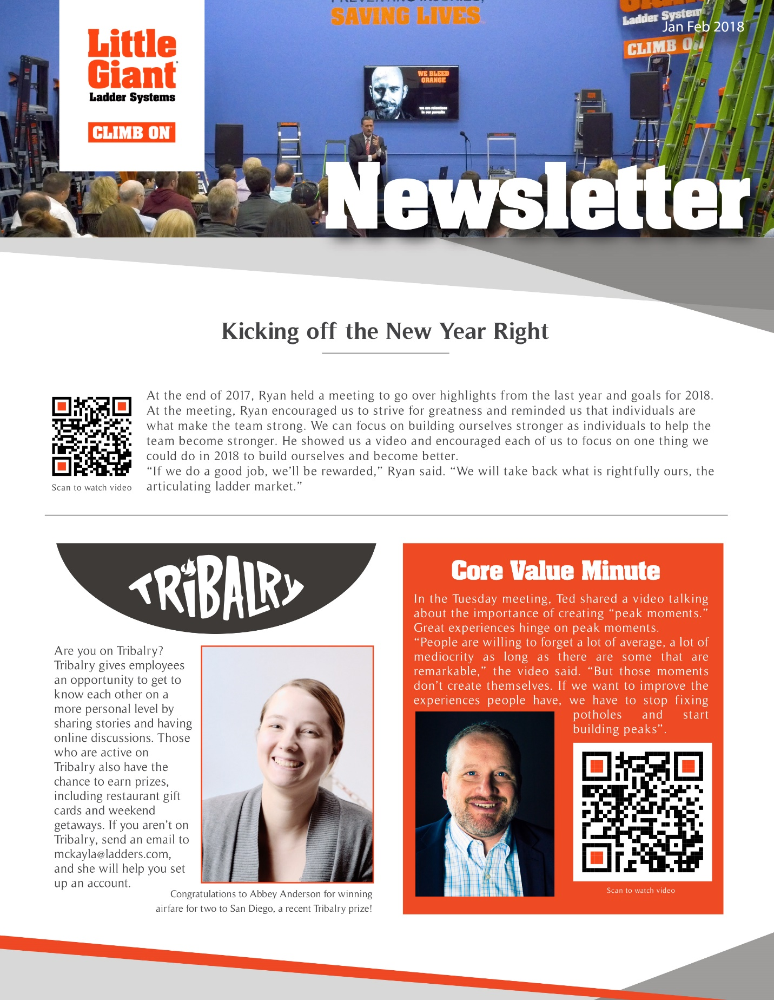 PREVENTING INJURIES,
SAVING LIVES
Little
Giant
Ladder Systems
CLIMB ON
Giant
Ladder Systems
CLIMB ON
Jan Feb 2018
WE BLEED
ORANGE
we are relentless
in our pursuits
Newsletter
Kicking off the New Year Right
At the end of 2017, Ryan held a meeting to go over highlights from the last year and goals for 2018.
At the meeting, Ryan encouraged us to strive for greatness and reminded us that individuals are
what make the team strong. We can focus on building ourselves stronger as individuals to help the
team become stronger. He showed us a video and encouraged each of us to focus on one thing we
could do in 2018 to build ourselves and become better.
“If we do a good job, we’ll be rewarded,” Ryan said. “We will take back what is rightfully ours, the
articulating ladder market.”
Scan to watch video
TRiBALRy
Are you on Tribalry?
Tribalry gives employees
an opportunity to get to
know each other on a
more personal level by
sharing stories and having
online discussions. Those
who are active on
Tribalry also have the
chance to earn prizes,
including restaurant gift
cards and weekend
getaways. If you aren’t on
Tribalry, send an email to
mckayla@ladders.com,
and she will help you set
up an account.
Congratulations to Abbey Anderson for winning
airfare for two to San Diego, a recent Tribalry prize!
Core Value Minute
In the Tuesday meeting, Ted shared a video talking
about the importance of creating “peak moments.”
Great experiences hinge on peak moments.
“People are willing to forget a lot of average, a lot of
mediocrity as long as there are some that are
remarkable,” the video said. “But those moments
don’t create themselves. If we want to improve the
experiences people have, we have to stop fixing
potholes and start
building peaks”.
Scan to watch video